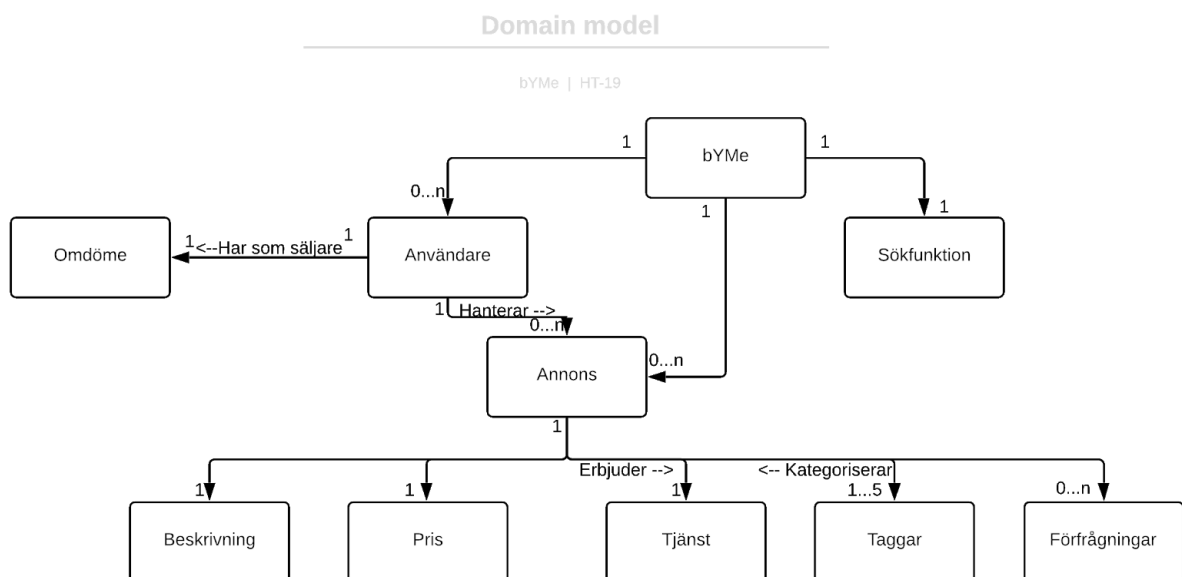 Domain model
bYMe | HT-19
bYMe
1
1
1
0...n
1
Användare
Omdöme
Sökfunktion
1
<--Har som säljare
1
1
Hanterar -->
0...n
0...n
Annons
1
Erbjuder -->
<-- Kategoriserar
1
1
1
1...5
0...n
Beskrivning
Pris
Tjänst
Taggar
Förfrågningar